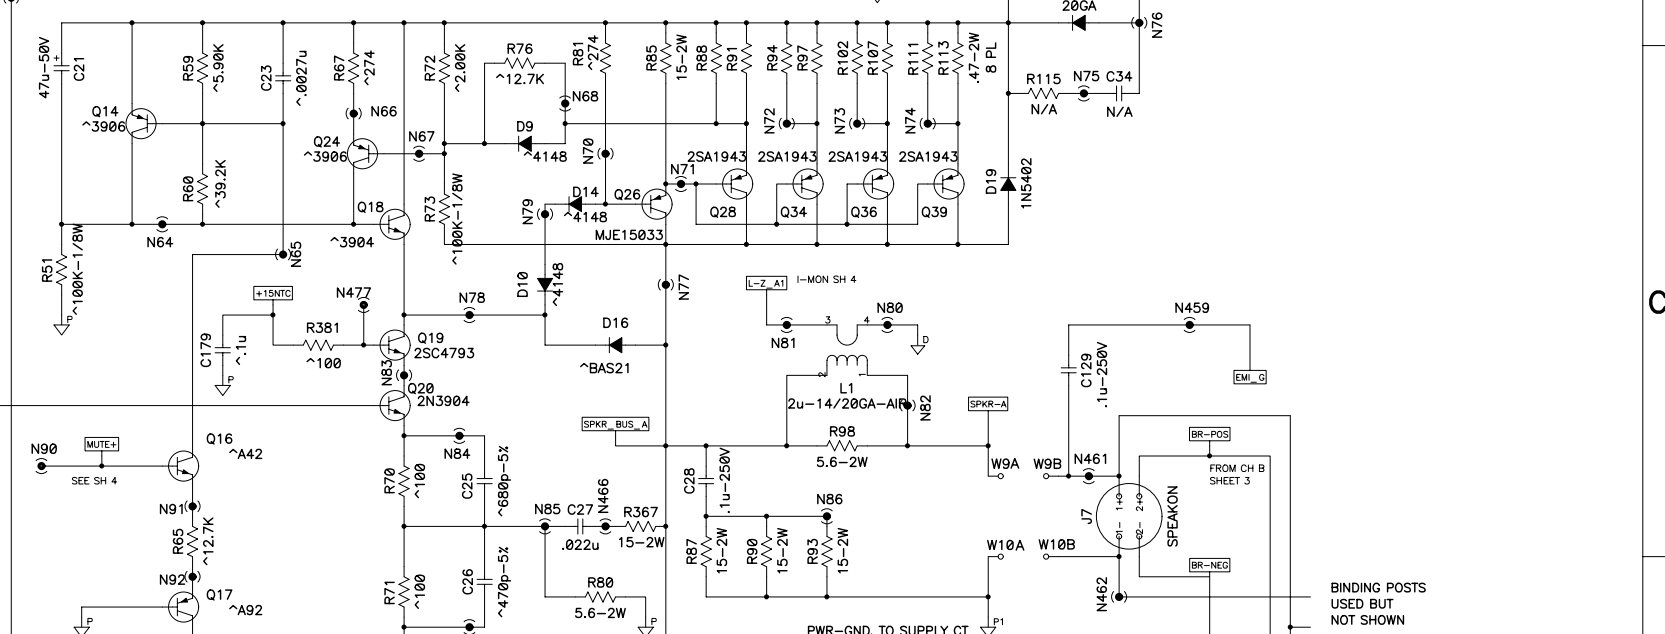 20GA
N76
47u-50V
C21
R59
^5.90K
C23
^.0027u
R67
^274
R72
^2.00K
R76
^12.7K
R81
^274
R85
15-2W
R88
R91
R94
R97
R102
R107
R111
R113
.47-2W
8 PL
R115
N75
C34
N/A
N/A
Q14
^3906
N66
N68
N67
D9
^4148
N70
N72
N73
N74
Q24
^3906
2SA1943
2SA1943
2SA1943
2SA1943
N71
R60
^39.2K
Q18
^3904
R73
^100K-1/8W
N79
D14
^4148
Q26
MJE15033
Q28
Q34
Q36
Q39
D19
1N5402
N64
N65
R51
^100K-1/8W
P
D10
^4148
N77
L-Z_A1
I-MON SH 4
+15NTC
N477
N78
3
4
N80
N81
D
N459
C179
^.1u
P
R381
^100
Q19
2SC4793
N83
Q20
2N3904
D16
^BAS21
2
1
L1
2u-14/20GA-AIR
N82
C129
.1u-250V
EMI_G
C
SPKR_BUS_A
SPKR-A
R98
5.6-2W
N90
MUTE+
SEE SH 4
Q16
^A42
N84
R70
^100
C25
^680p-5%
C28
.1u-250V
W9A
W9B
N461
BR-POS
FROM CH B
SHEET 3
N91
R65
^12.7K
N92
Q17
^A92
P
N85
C27
.022u
N466
R367
15-2W
N86
R87
15-2W
R90
15-2W
R93
15-2W
J7
1+
2+
1-
2-
SPEAKON
W10A
W10B
BR-NEG
R71
^100
C26
^470p-5%
R80
5.6-2W
P
N462
P1
PWR-GND, TO SUPPLY CT
BINDING POSTS
USED BUT
NOT SHOWN